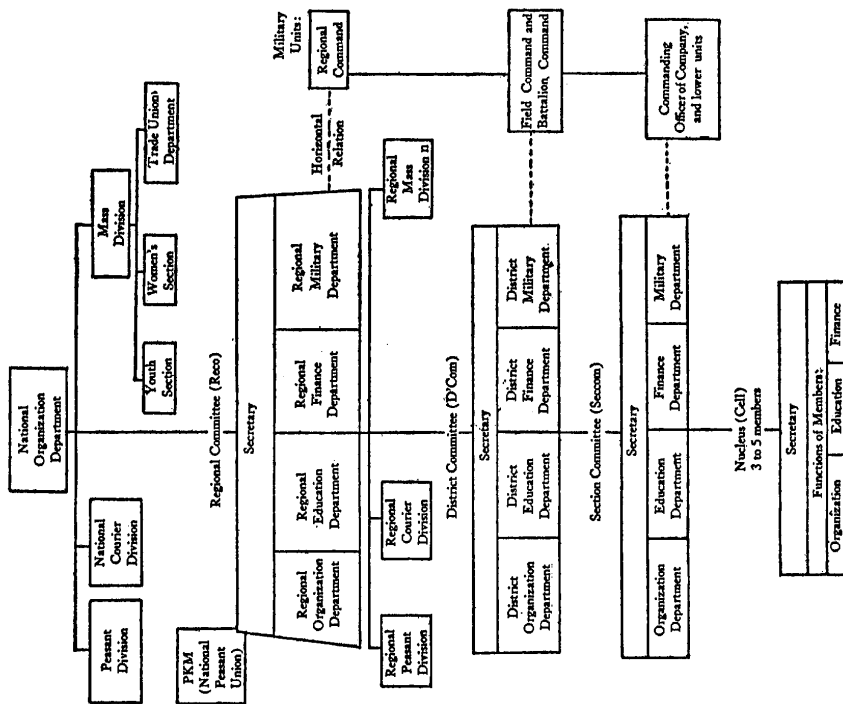 National
Organization
Department
Peasant
Division
National
Courier
Division
Mass
Division
Youth
Section
Women's
Section
Trade Union
Department
PKM
(National
Peasant
Union)
Regional Committee (Reco)
Military
Units:
Secretary
Regional
Organization
Department
Regional
Education
Department
Regional
Finance
Department
Regional
Military
Department
Horizontal
Relation
Regional
Command
Regional
Peasant Division
Regional
Courier
Division
Regional
Mass
Division n
District Committee (D'Com)
Secretary
District
Organization
Department
District
Education
Department
District
Finance
Department
District
Military
Department.
Field Command and
Battalion, Command
Section Committee (Seccom)
Secretary
Organization
Department
Education
Department
Finance
Department
Military
Department
Commanding
Officer of Company,
and lower units
Nucleus (Cell)
3 to 5 members
Secretary
Functions of Members:
Organization
Education
Finance